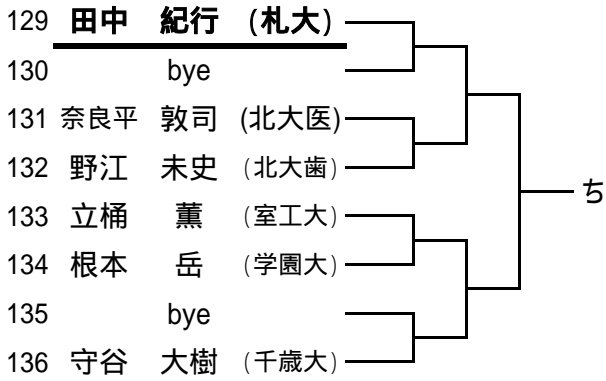 129 田中 紀行 (札大)
130 bye
131 奈良平 敦司 (北大医)
132 野江 未史 (北大歯)
133 立桶 薫 (室工大)
134 根本 岳 (学園大)
135 bye
136 守谷 大樹 (千歳大)
ち